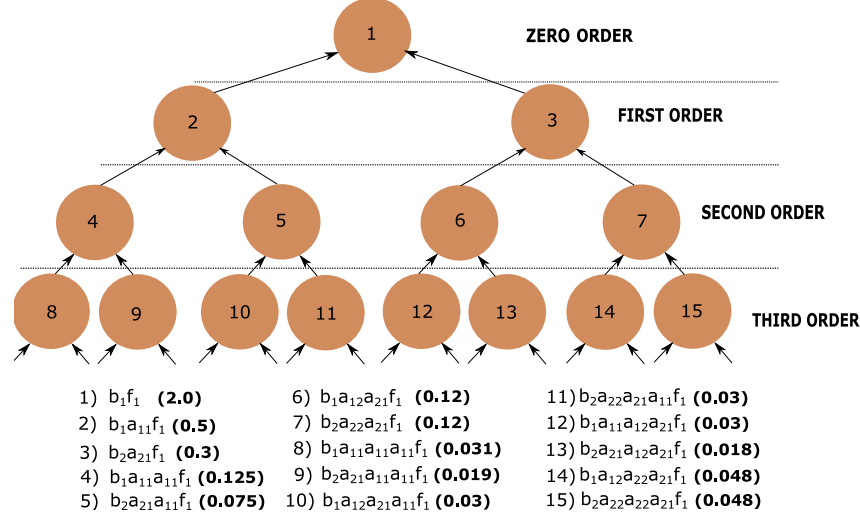 1
ZERO ORDER
2
3
FIRST ORDER
4
5
6
7
SECOND ORDER
8
9
10
11
12
13
14
15
THIRD ORDER
1) b₁f₁ (2.0)
2) b₁a₁₁f₁ (0.5)
3) b₂a₂₁f₁ (0.3)
4) b₁a₁₁a₁₁f₁ (0.125)
5) b₂a₂₁a₁₁f₁ (0.075)
6) b₁a₁₂a₂₁f₁ (0.12)
7) b₂a₂₂a₂₁f₁ (0.12)
8) b₁a₁₁a₁₁a₁₁f₁ (0.031)
9) b₂a₂₁a₁₁a₁₁f₁ (0.019)
10) b₁a₁₂a₂₁a₁₁f₁ (0.03)
11) b₂a₂₂a₂₁a₁₁f₁ (0.03)
12) b₁a₁₁a₁₂a₂₁f₁ (0.03)
13) b₂a₂₁a₁₂a₂₁f₁ (0.018)
14) b₁a₁₂a₂₂a₂₁f₁ (0.048)
15) b₂a₂₂a₂₂a₂₁f₁ (0.048)